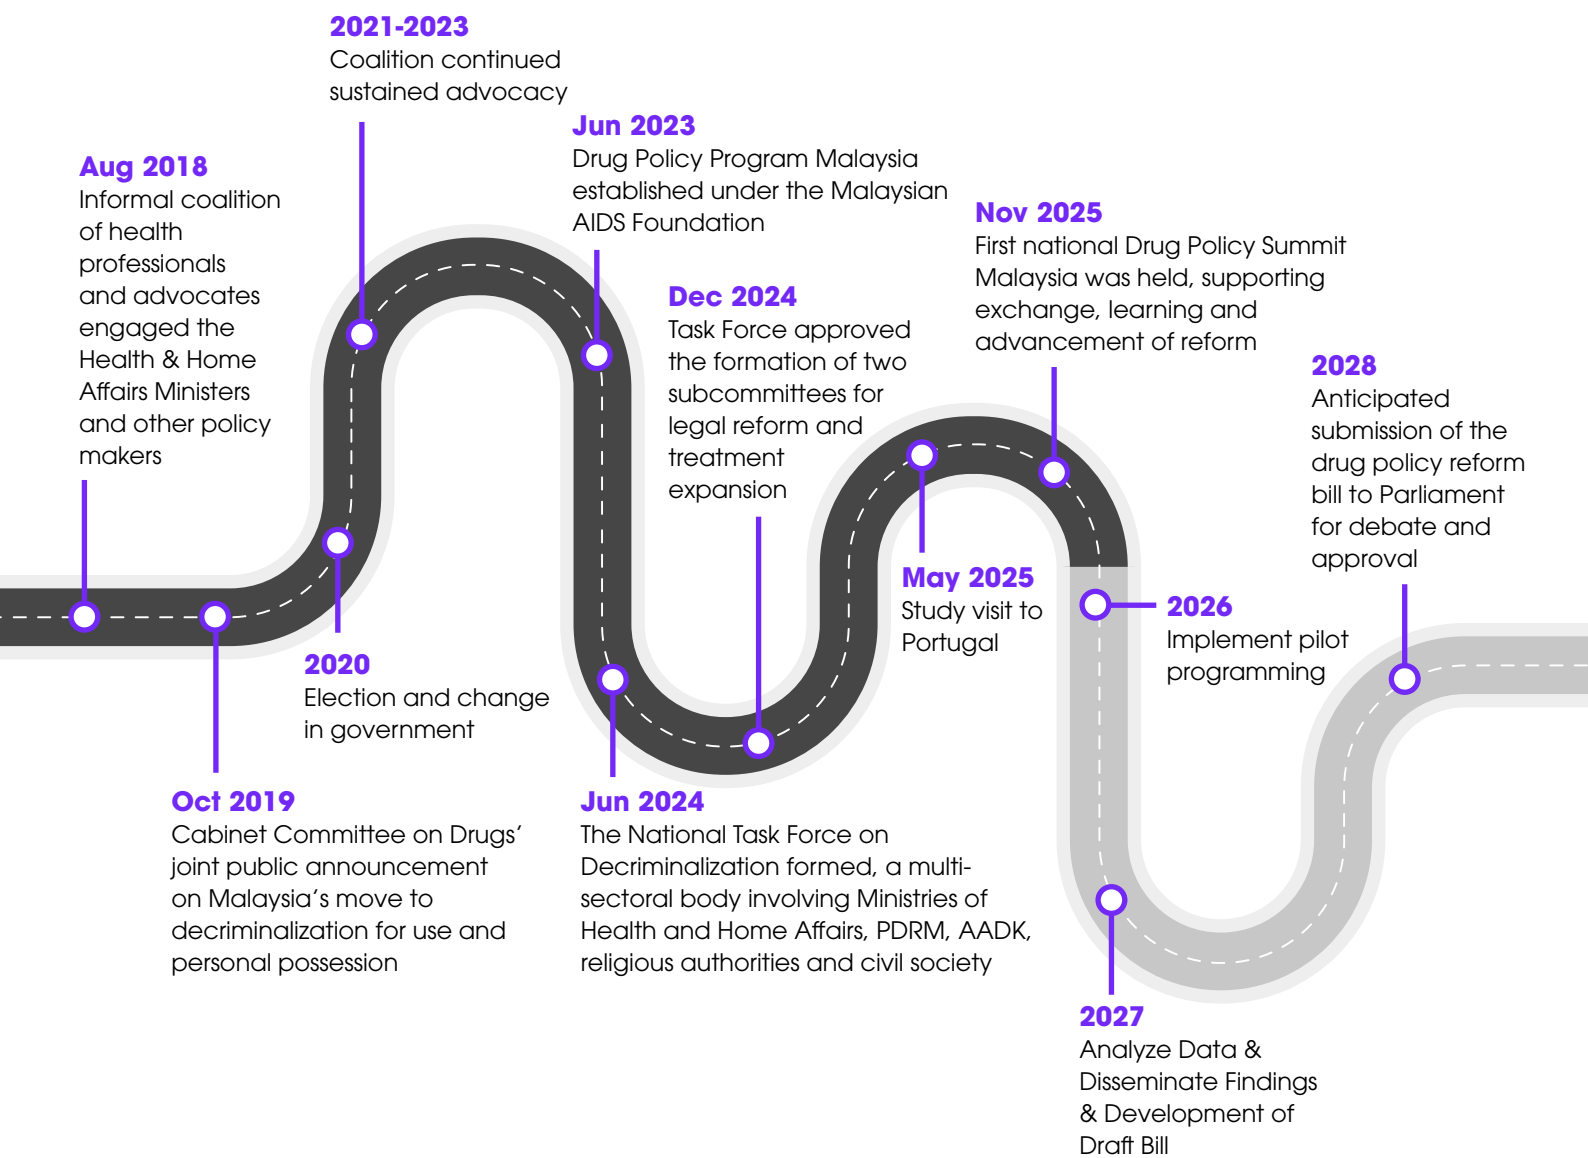 2021-2023
Coalition continued
sustained advocacy
Jun 2023
Drug Policy Program Malaysia
established under the Malaysian
AIDS Foundation
Aug 2018
Informal coalition
of health
professionals
and advocates
engaged the
Health & Home
Affairs Ministers
and other policy
makers
Nov 2025
First national Drug Policy Summit
Malaysia was held, supporting
exchange, learning and
advancement of reform
Dec 2024
Task Force approved
the formation of two
subcommittees for
legal reform and
treatment
expansion
2028
Anticipated
submission of the
drug policy reform
bill to Parliament
for debate and
approval
May 2025
Study visit to
Portugal
2026
Implement pilot
programming
2020
Election and change
in government
Oct 2019
Cabinet Committee on Drugs’
joint public announcement
on Malaysia’s move to
decriminalization for use and
personal possession
Jun 2024
The National Task Force on
Decriminalization formed, a multi-
sectoral body involving Ministries of
Health and Home Affairs, PDRM, AADK,
religious authorities and civil society
2027
Analyze Data &
Disseminate Findings
& Development of
Draft Bill